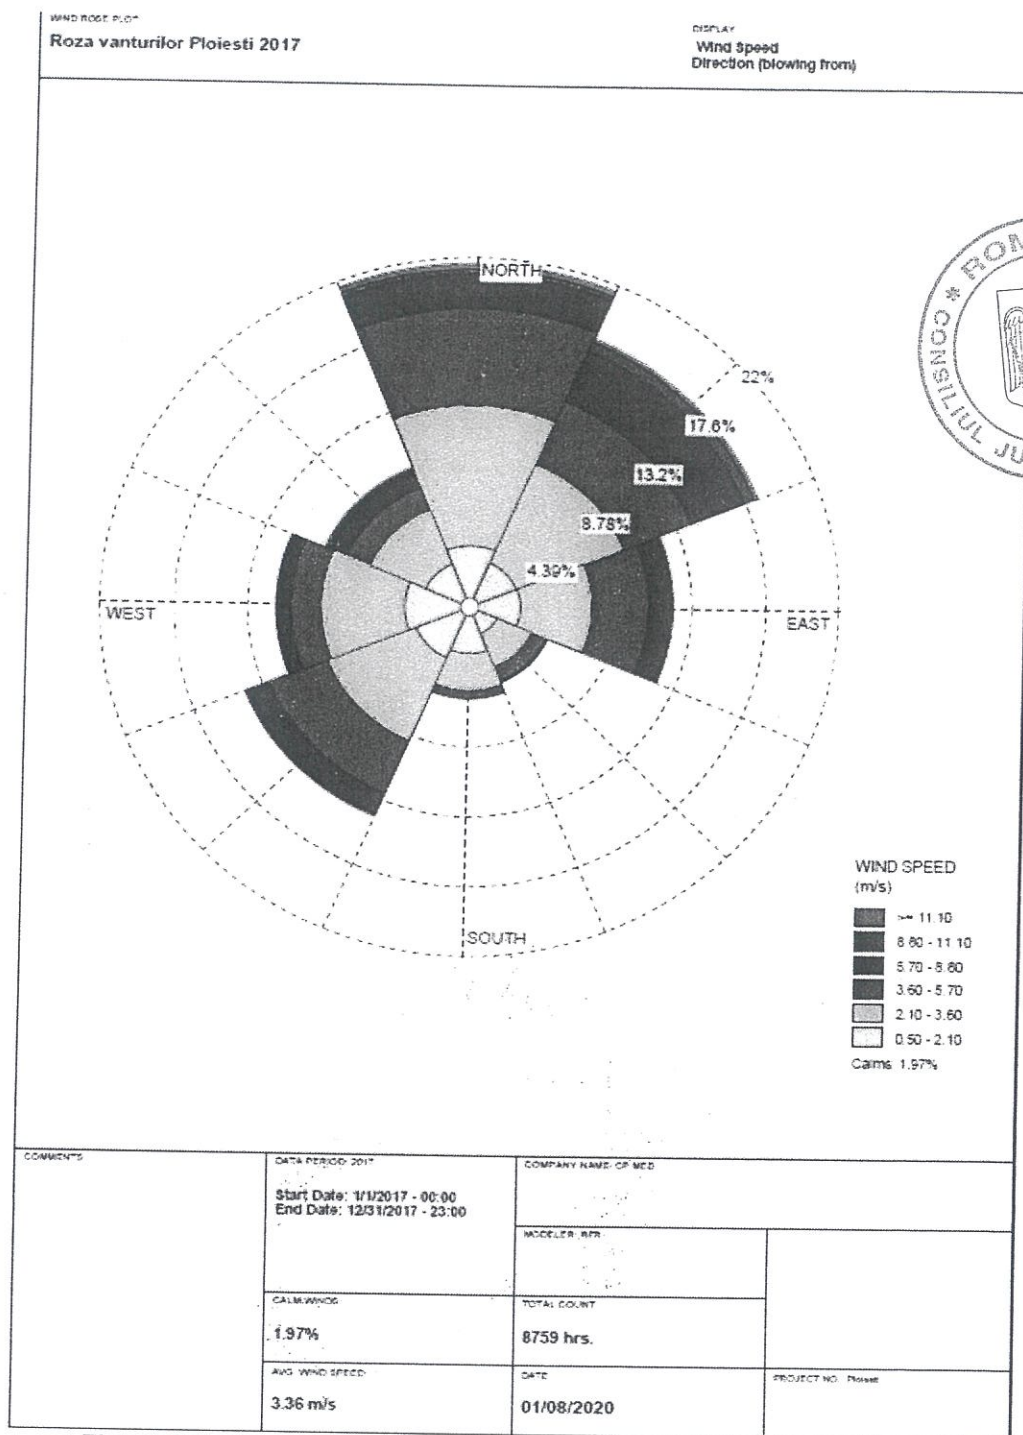 WIND ROSE PLOT
Roza vanturilor Ploiesti 2017
DISPLAY
Wind Speed
Direction (blowing from)
NORTH
22%
17.6%
13.2%
8.78%
4.39%
WEST
EAST
SOUTH
WIND SPEED
(m/s)
>= 11.10
8.80 - 11.10
5.70 - 8.80
3.60 - 5.70
2.10 - 3.60
0.50 - 2.10
Calms: 1.97%
COMMENTS
DATA PERIOD: 2017
Start Date: 1/1/2017 - 00:00
End Date: 12/31/2017 - 23:00
COMPANY NAME: CP MED
MODELER:
CALM WINDS
1.97%
TOTAL COUNT
8759 hrs.
AVG. WIND SPEED
3.36 m/s
DATE
01/08/2020
PROJECT NO. Ploiesti
ROM
CONSILIUL JU